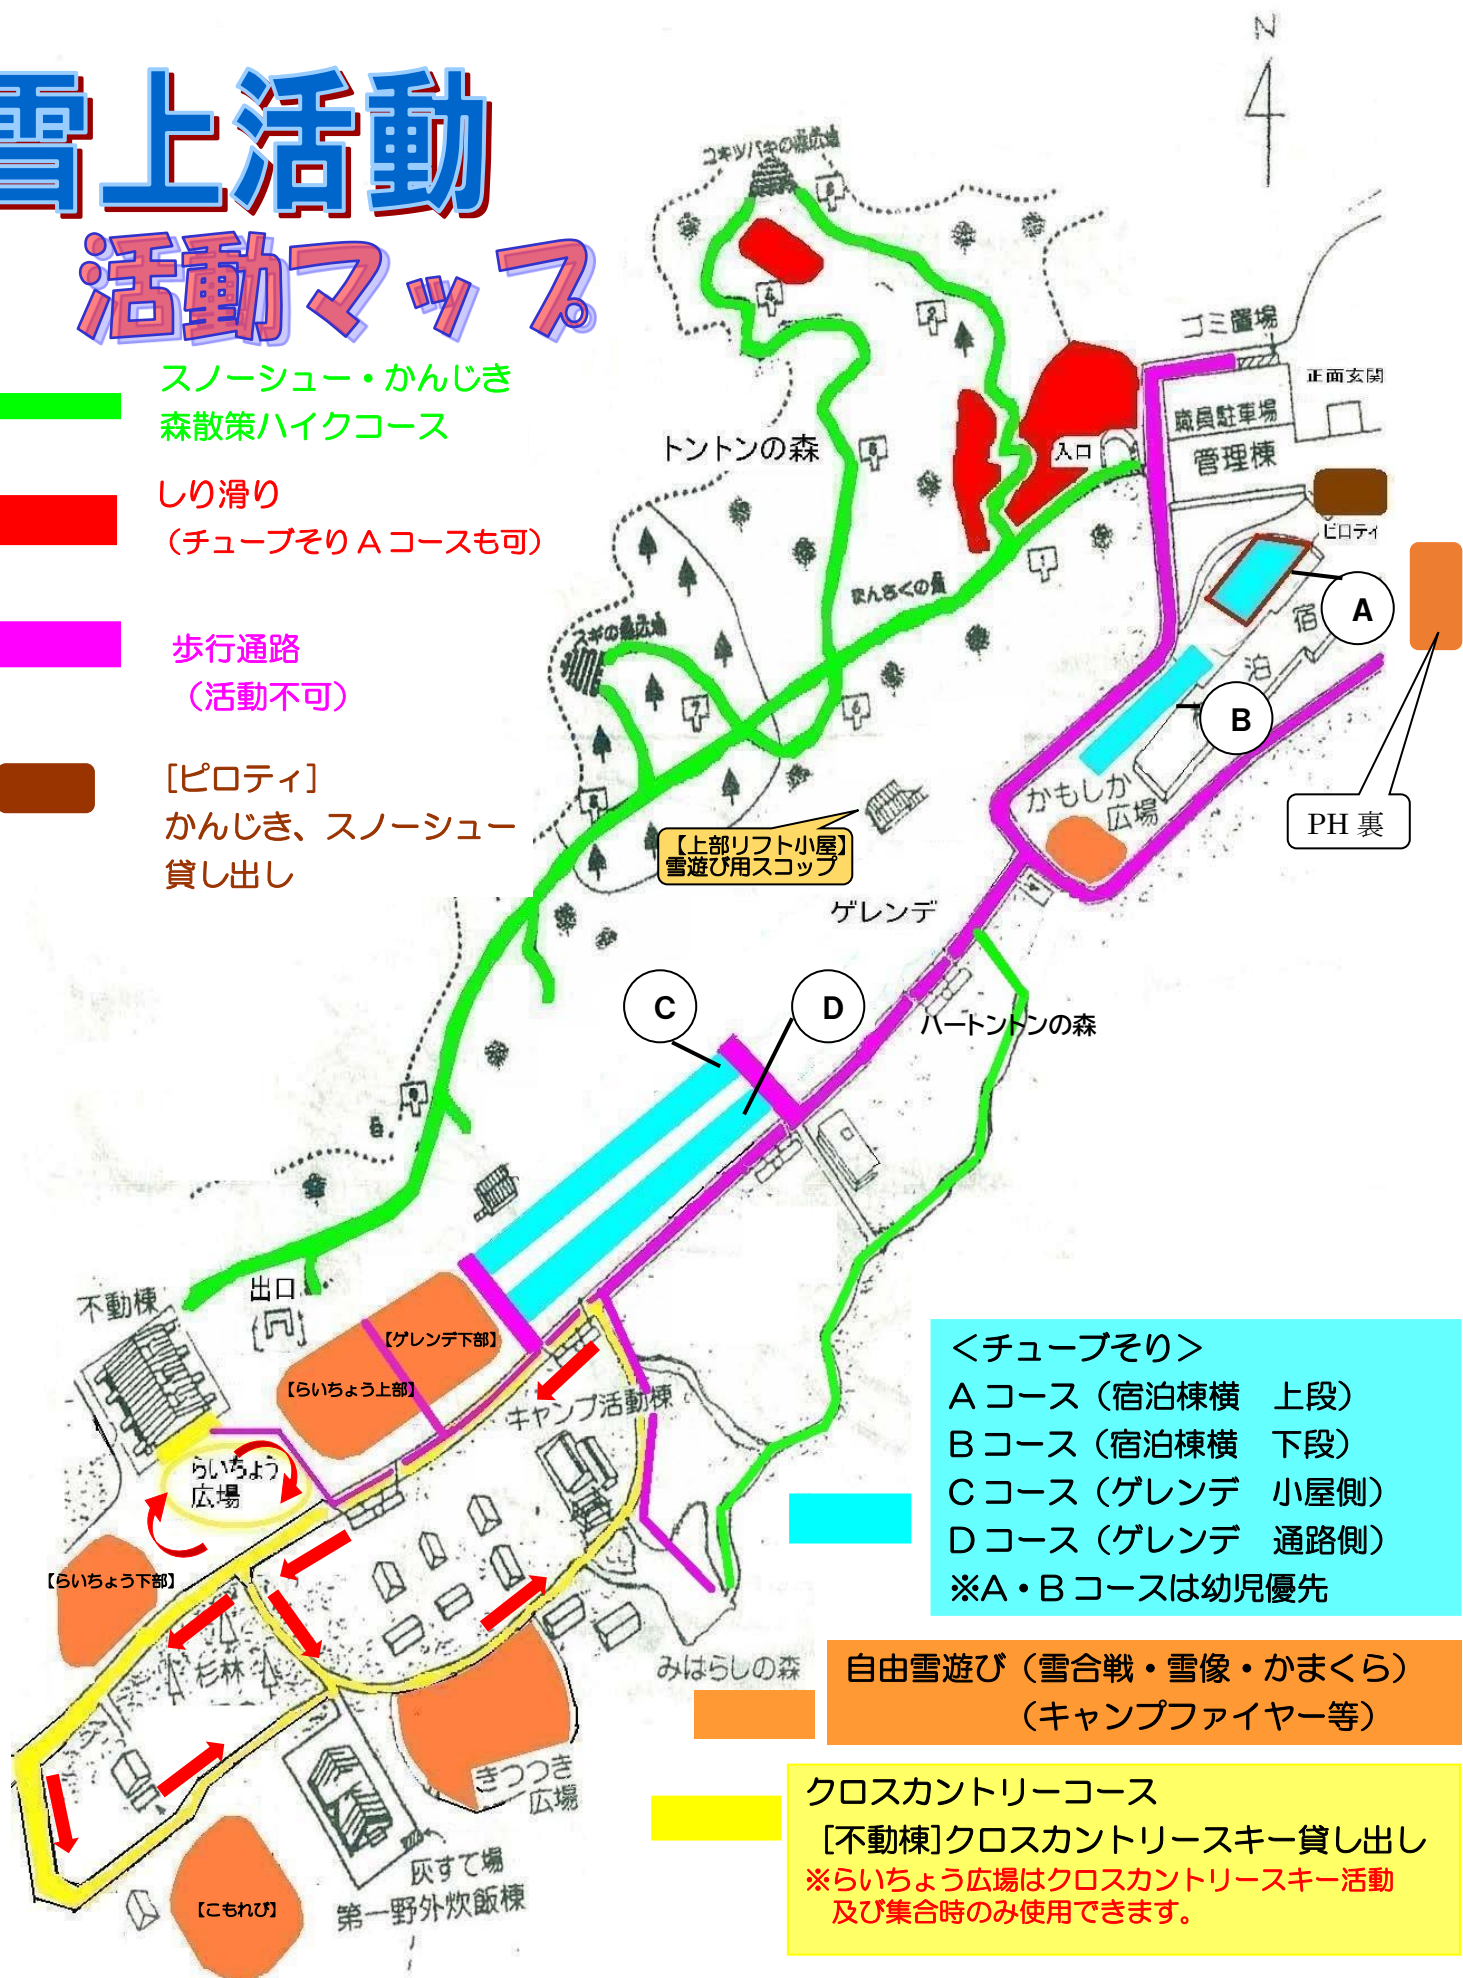 雪上活動
活動マップ
N
スノーシュー・かんじき
森散策ハイクコース
しり滑り
（チューブそりAコースも可）
歩行通路
（活動不可）
[ピロティ]
かんじき、スノーシュー
貸し出し
1
2
4
5
6
7
8
9
ゴミ置場
正面玄関
職員駐車場
管理棟
入口
トントンの森
ピロティ
A
宿
泊
B
かもしか
広場
PH 裏
【上部リフト小屋】
雪遊び用スコップ
ゲレンデ
C
D
ハートントンの森
不動棟
出口
【ゲレンデ下部】
【らいちょう上部】
キャンプ活動棟
らいちょう
広場
【らいちょう下部】
杉林
みはらしの森
きつつき
広場
灰すて場
第一野外炊飯棟
【こもれび】
＜チューブそり＞
Aコース（宿泊棟横　上段）
Bコース（宿泊棟横　下段）
Cコース（ゲレンデ　小屋側）
Dコース（ゲレンデ　通路側）
※A・Bコースは幼児優先
自由雪遊び（雪合戦・雪像・かまくら）
（キャンプファイヤー等）
クロスカントリーコース
[不動棟]クロスカントリースキー貸し出し
※らいちょう広場はクロスカントリースキー活動
及び集合時のみ使用できます。